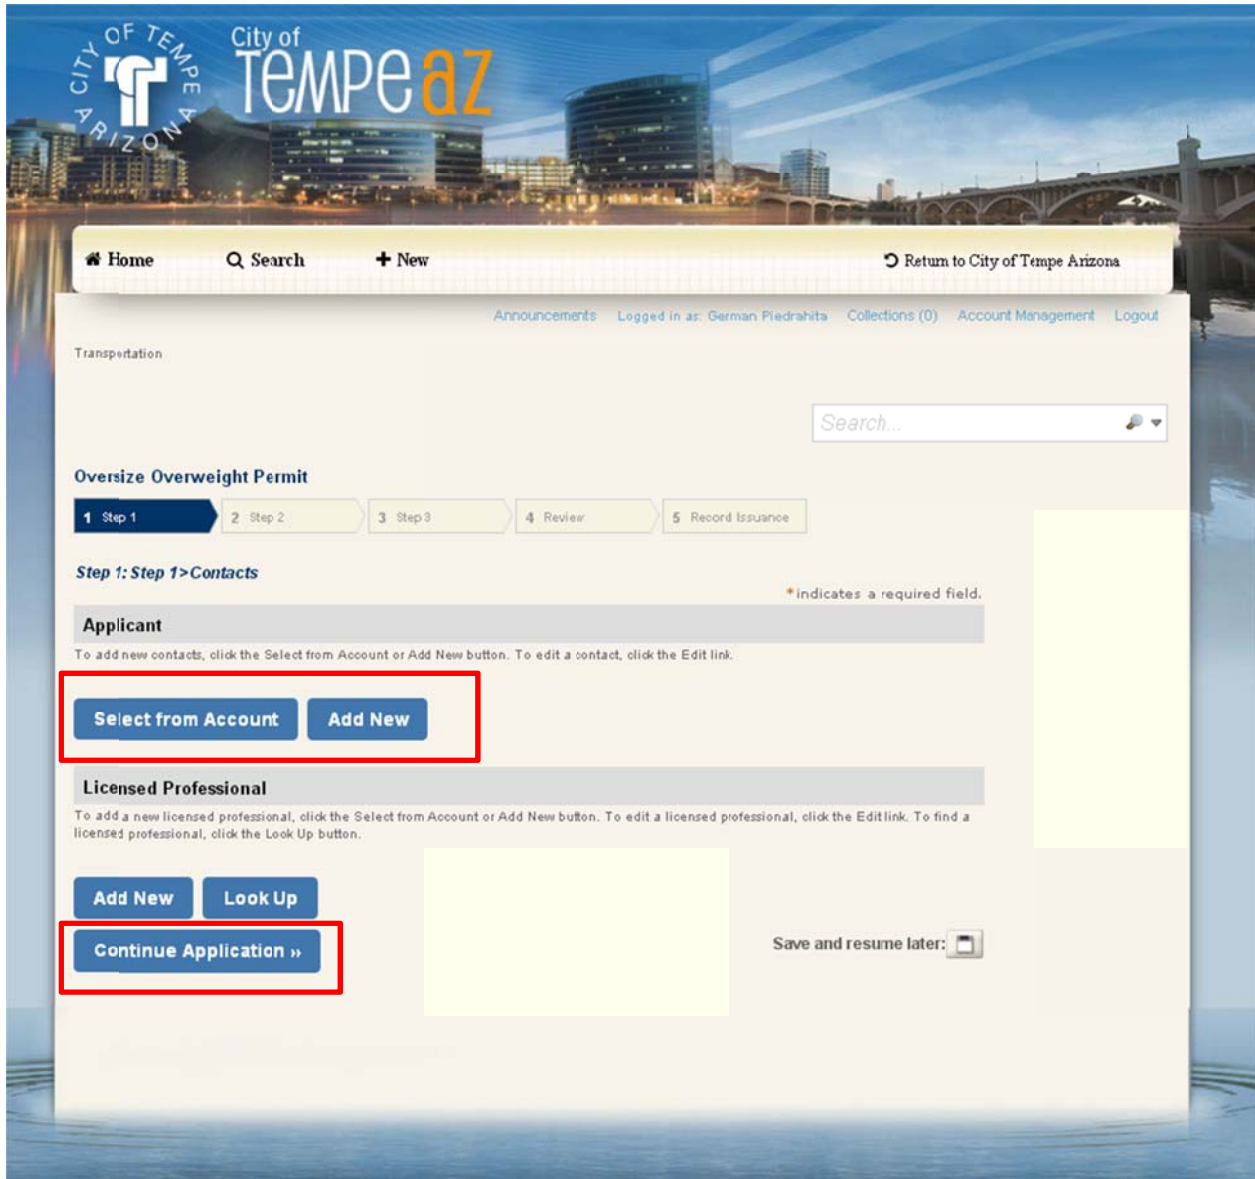 CITY OF TEMPE
ARIZONA
City of
Tempe az
Home
Search
+ New
Return to City of Tempe Arizona
Announcements
Logged in as: German Piedrahita
Collections (0)
Account Management
Logout
Transportation
Search...
Oversize Overweight Permit
1 Step 1
2 Step 2
3 Step 3
4 Review
5 Record Issuance
Step 1: Step 1>Contacts
*indicates a required field.
Applicant
To add new contacts, click the Select from Account or Add New button. To edit a contact, click the Edit link.
Select from Account
Add New
Licensed Professional
To add a new licensed professional, click the Select from Account or Add New button. To edit a licensed professional, click the Edit link. To find a
licensed professional, click the Look Up button.
Add New
Look Up
Continue Application »
Save and resume later: